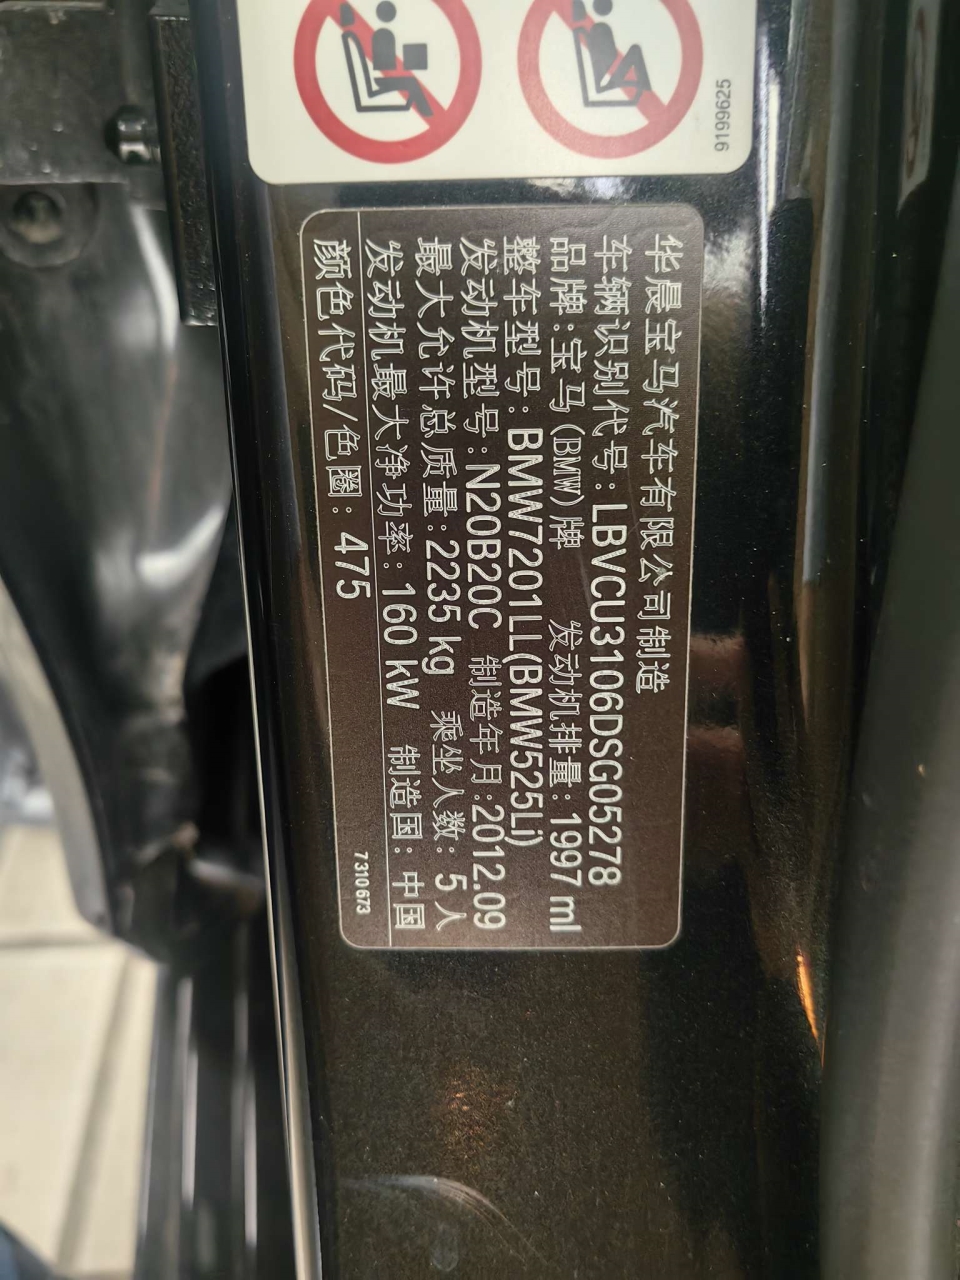 9199625
华晨宝马汽车有限公司制造
车辆识别代号:LBVCU3106DSG05278
品牌:宝马(BMW)牌 发动机排量:1997 ml
整车型号:BMW7201LL(BMW525Li)
发动机型号:N20B20C 制造年月:2012.09
最大允许总质量:2235 kg 乘坐人数:5人
发动机最大净功率:160 kW 制造国:中国
颜色代码/色圈:475
7 310 673